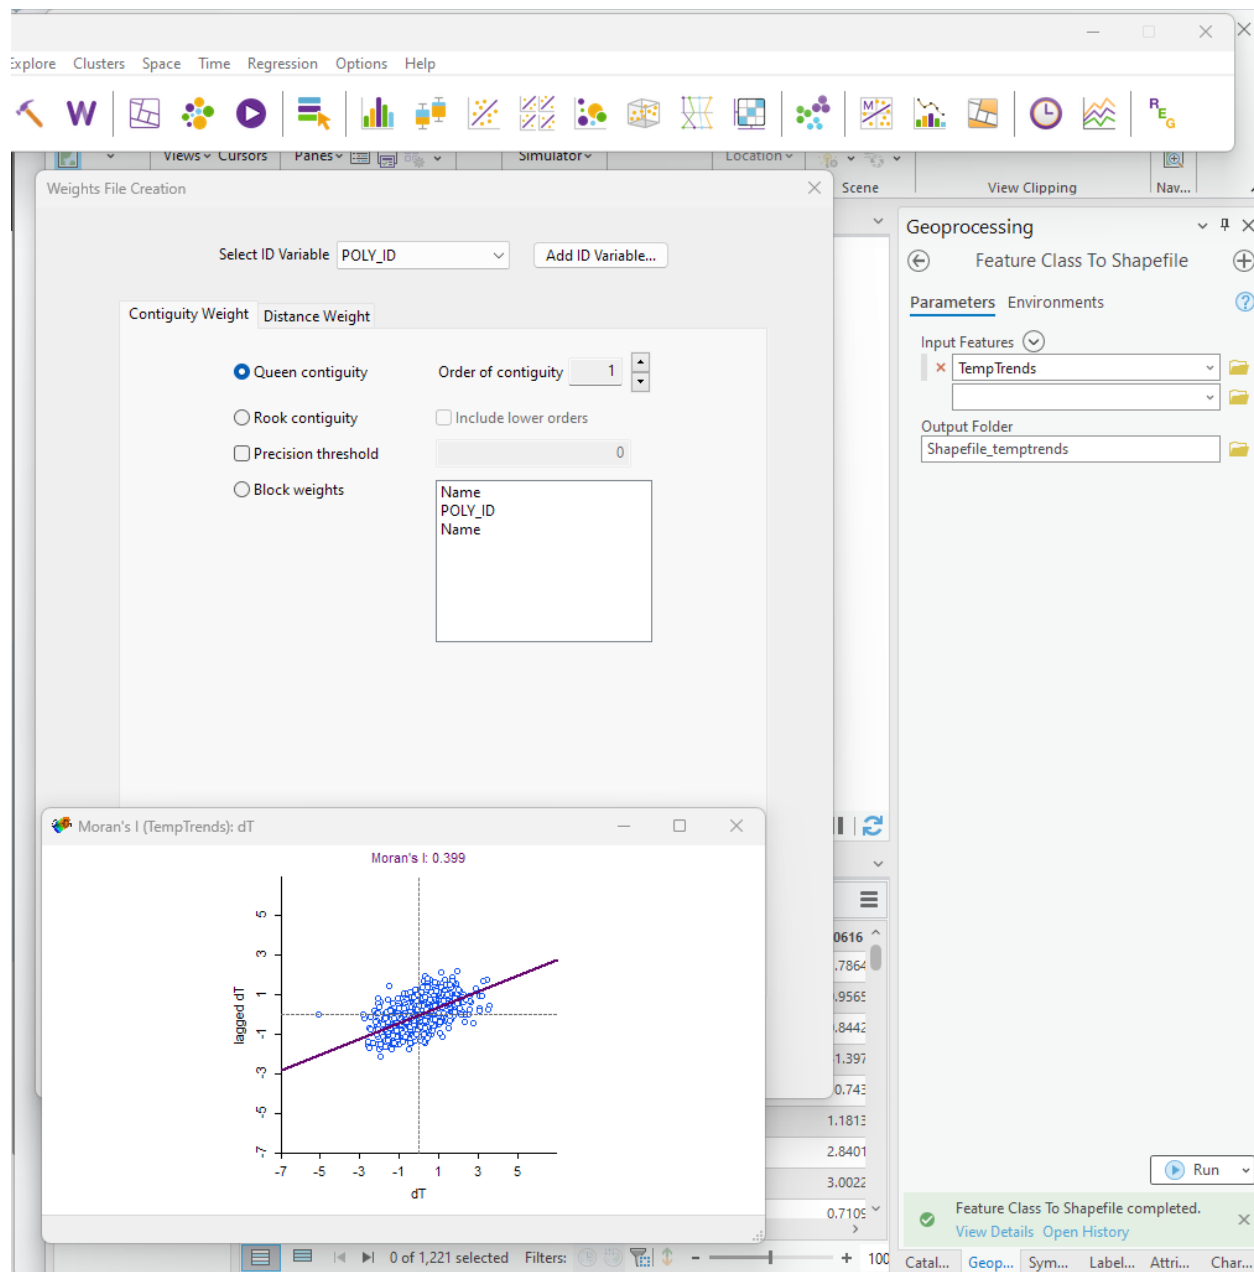 Explore Clusters Space Time Regression Options Help
W
M
R
E
G
Views Cursors Panes Simulator Location Scene View Clipping Nav...
Weights File Creation
Select ID Variable POLY_ID Add ID Variable...
Contiguity Weight Distance Weight
Queen contiguity Order of contiguity 1
Rook contiguity Include lower orders
Precision threshold 0
Block weights
Name
POLY_ID
Name
Geoprocessing
Feature Class To Shapefile
Parameters Environments
Input Features
TempTrends
Output Folder
Shapefile_temptrends
Moran's I (TempTrends): dT
Moran's I: 0.399
5
3
1
-1
-3
-5
-7
lagged dT
-7 -5 -3 -1 1 3 5
dT
0616
.7864
.9565
.8442
1.397
0.743
1.1813
2.8401
3.0022
0.7109
Run
Feature Class To Shapefile completed.
View Details Open History
0 of 1,221 selected Filters: - + 100
Catal... Geop... Sym... Label... Attri... Char...